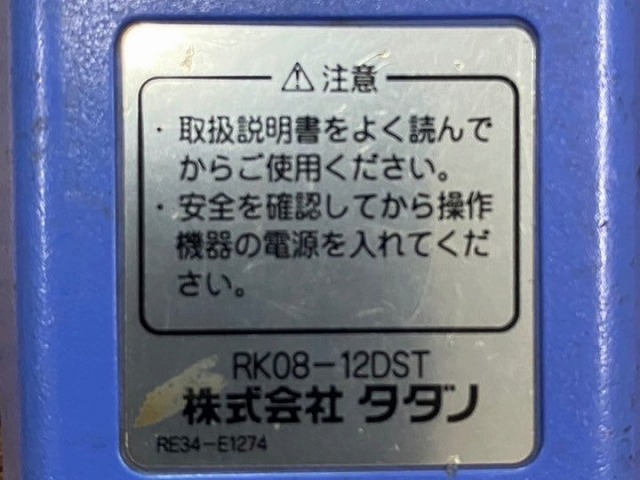 ⚠注意
・取扱説明書をよく読んで
からご使用ください。
・安全を確認してから操作
機器の電源を入れてくだ
さい。
RK08-12DST
株式会社 タダノ
RE34-E1274